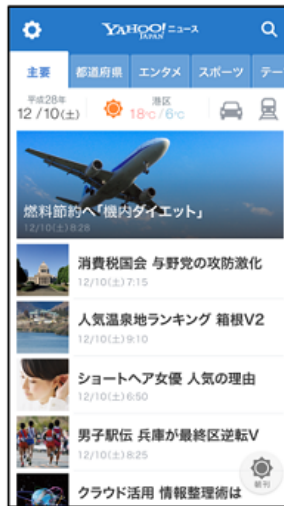 YAHOO! ニュース
JAPAN
主要 都道府県 エンタメ スポーツ テー
平成28年 港区
12/10(土) 18℃/6℃
燃料節約へ「機内ダイエット」
12/10(土) 8:28
消費税国会 与野党の攻防激化
12/10(土) 7:15
人気温泉地ランキング 箱根V2
12/10(土) 9:10
ショートヘア女優 人気の理由
12/10(土) 6:50
男子駅伝 兵庫が最終区逆転V
12/10(土) 8:25
朝刊
クラウド活用 情報整理術は